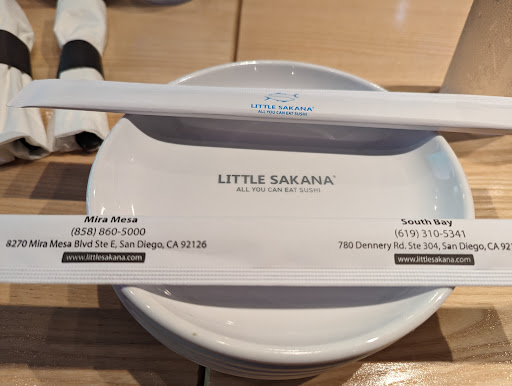 LITTLE SAKANA
ALL YOU CAN EAT SUSHI
LITTLE SAKANA
ALL YOU CAN EAT SUSHI
Mira Mesa
(858) 860-5000
8270 Mira Mesa Blvd Ste E, San Diego, CA 92126
www.littlesakana.com
South Bay
(619) 310-5341
780 Dennery Rd. Ste 304, San Diego, CA
www.littlesakana.com